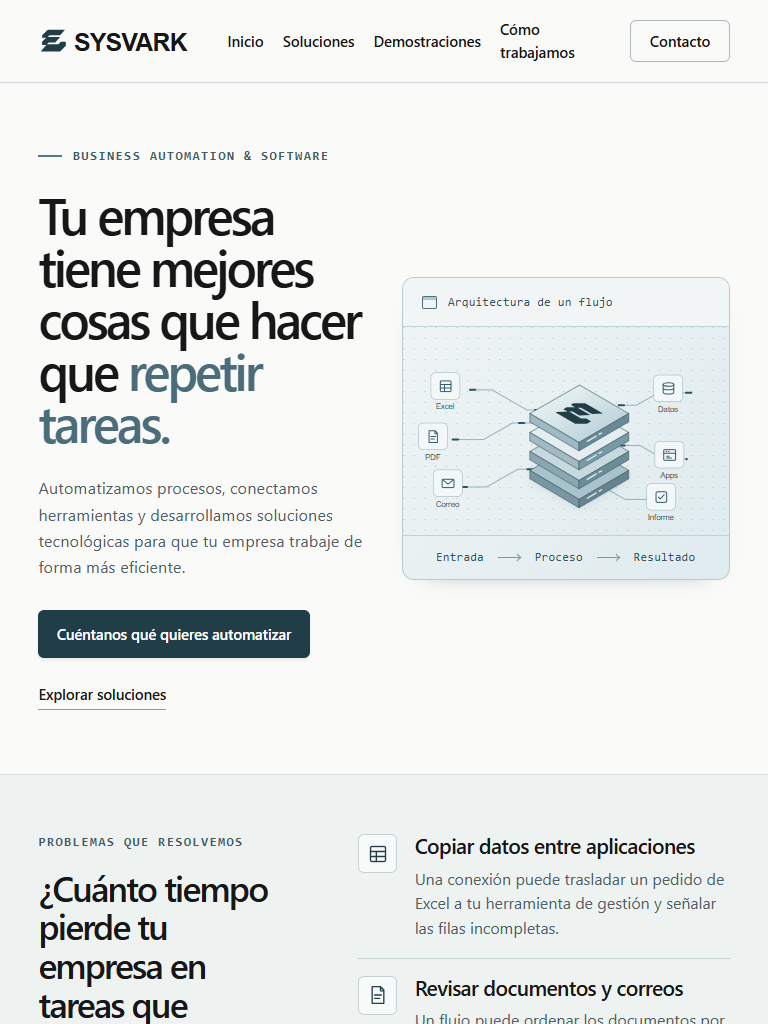 SYSVARK
Inicio
Soluciones
Demostraciones
Cómo
trabajamos
Contacto
BUSINESS AUTOMATION & SOFTWARE
Tu empresa
tiene mejores
cosas que hacer
que repetir
tareas.
Automatizamos procesos, conectamos
herramientas y desarrollamos soluciones
tecnológicas para que tu empresa trabaje de
forma más eficiente.
Cuéntanos qué quieres automatizar
Explorar soluciones
Arquitectura de un flujo
Excel
PDF
Correo
Datos
Apps
Informe
Entrada
Proceso
Resultado
PROBLEMAS QUE RESOLVEMOS
¿Cuánto tiempo
pierde tu
empresa en
tareas que
Copiar datos entre aplicaciones
Una conexión puede trasladar un pedido de
Excel a tu herramienta de gestión y señalar
las filas incompletas.
Revisar documentos y correos
Un flujo puede ordenar los documentos por